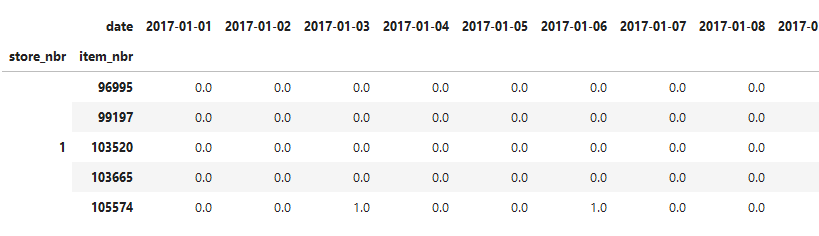 date 2017-01-01 2017-01-02 2017-01-03 2017-01-04 2017-01-05 2017-01-06 2017-01-07 2017-01-08 2017-0
store_nbr item_nbr
96995 0.0 0.0 0.0 0.0 0.0 0.0 0.0 0.0
99197 0.0 0.0 0.0 0.0 0.0 0.0 0.0 0.0
1 103520 0.0 0.0 0.0 0.0 0.0 0.0 0.0 0.0
103665 0.0 0.0 0.0 0.0 0.0 0.0 0.0 0.0
105574 0.0 0.0 1.0 0.0 0.0 1.0 0.0 0.0